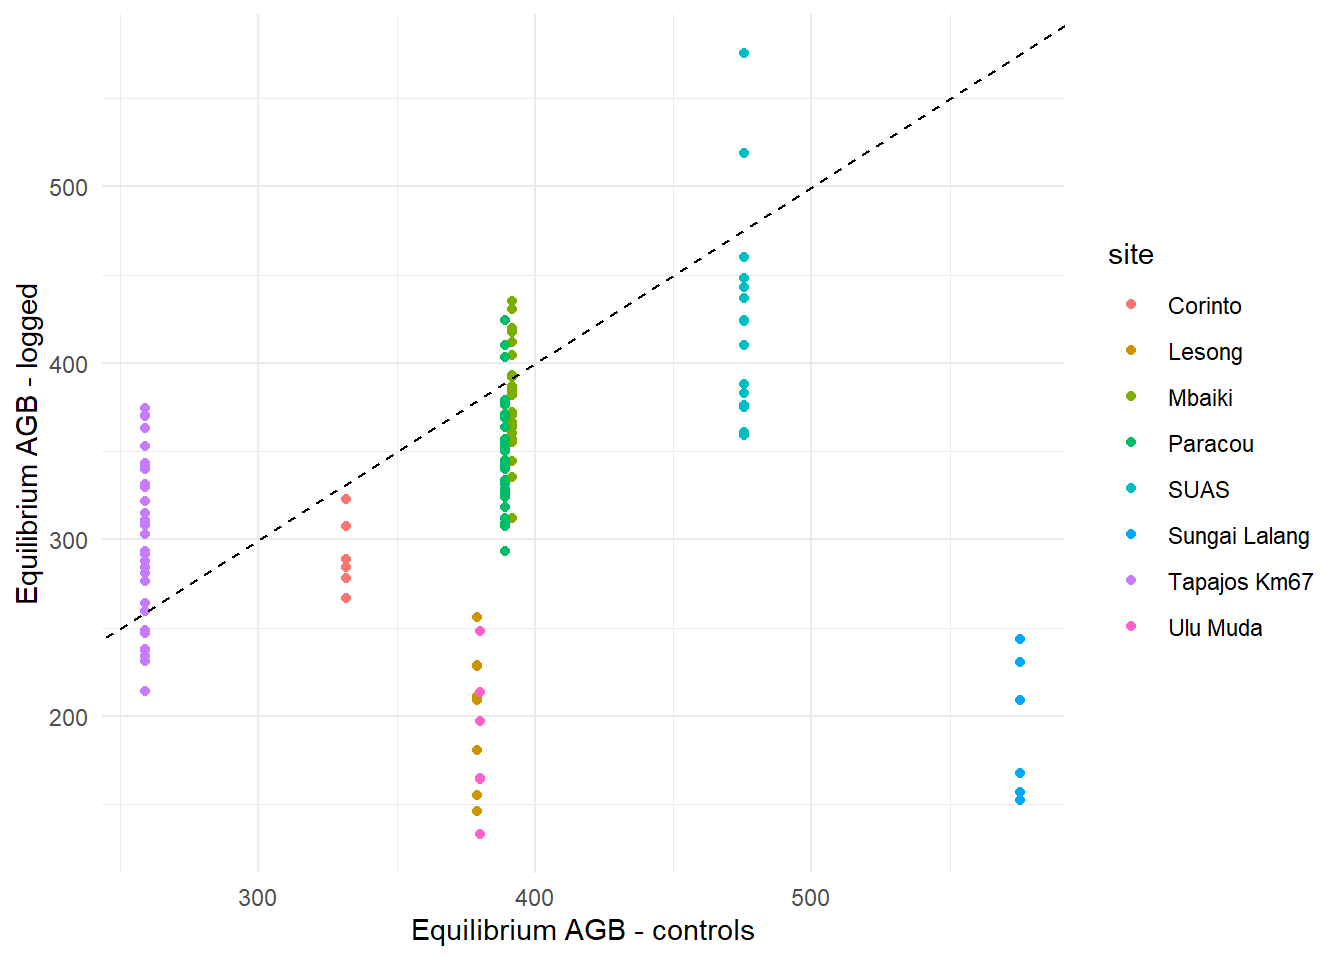 500
400
300
200
Equilibrium AGB - logged
300
400
500
Equilibrium AGB - controls
site
Corinto
Lesong
Mbaiki
Paracou
SUAS
Sungai Lalang
Tapajos Km67
Ulu Muda